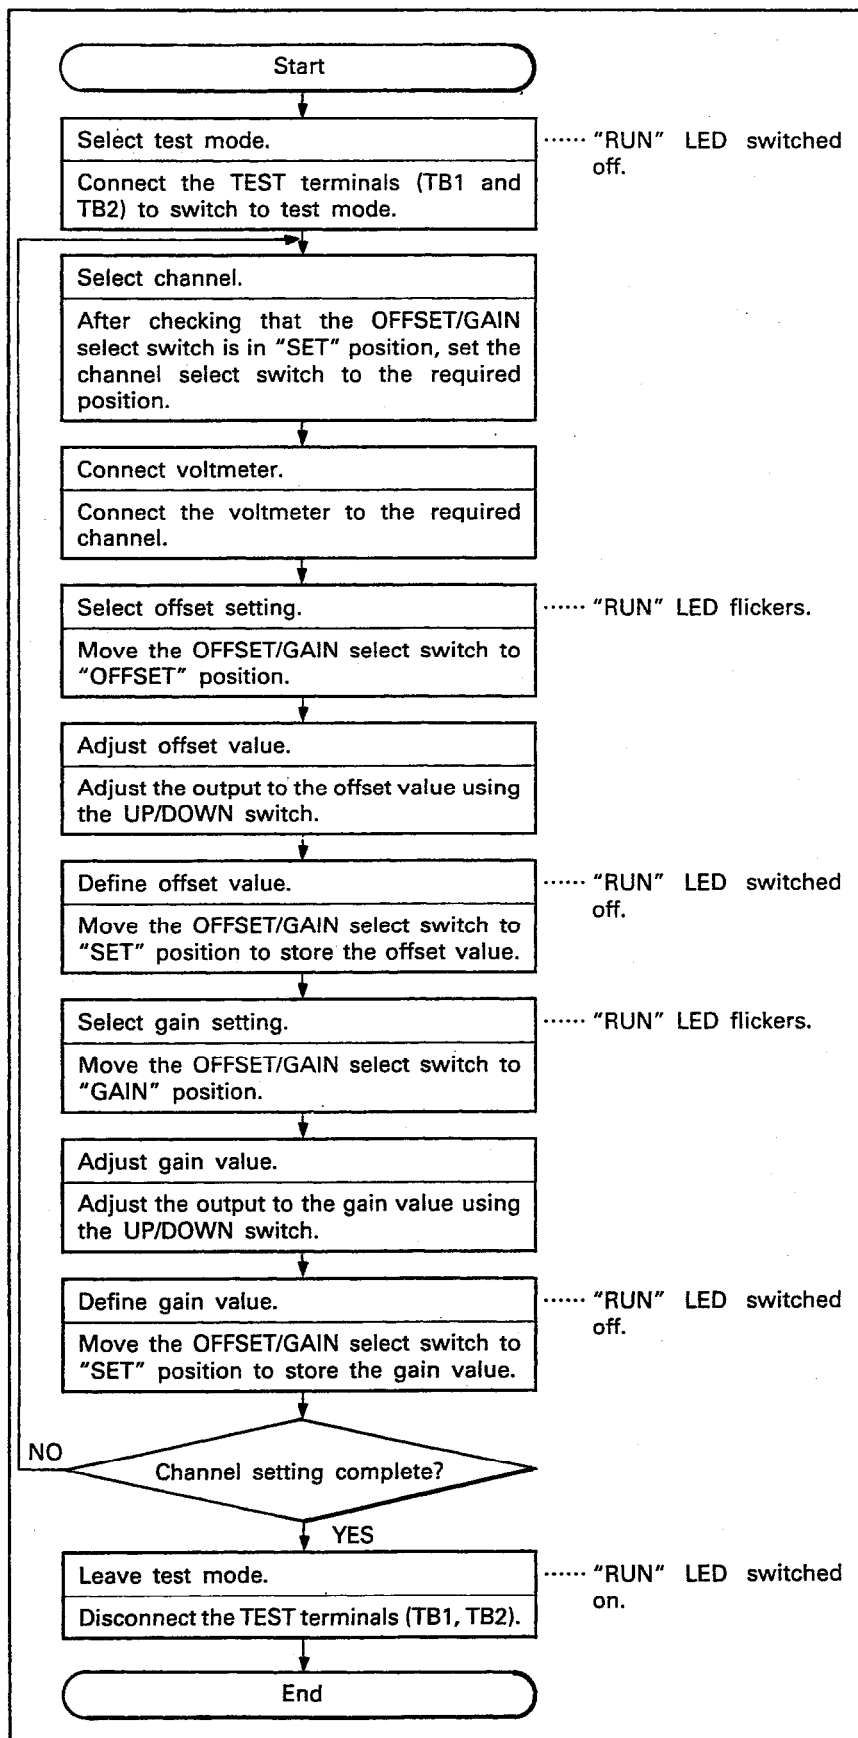 Start
Select test mode.
...... "RUN" LED switched
off.
Connect the TEST terminals (TB1 and
TB2) to switch to test mode.
Select channel.
After checking that the OFFSET/GAIN
select switch is in "SET" position, set the
channel select switch to the required
position.
Connect voltmeter.
Connect the voltmeter to the required
channel.
Select offset setting.
...... "RUN" LED flickers.
Move the OFFSET/GAIN select switch to
"OFFSET" position.
Adjust offset value.
Adjust the output to the offset value using
the UP/DOWN switch.
Define offset value.
...... "RUN" LED switched
off.
Move the OFFSET/GAIN select switch to
"SET" position to store the offset value.
Select gain setting.
...... "RUN" LED flickers.
Move the OFFSET/GAIN select switch to
"GAIN" position.
Adjust gain value.
Adjust the output to the gain value using
the UP/DOWN switch.
Define gain value.
...... "RUN" LED switched
off.
Move the OFFSET/GAIN select switch to
"SET" position to store the gain value.
NO
Channel setting complete?
YES
Leave test mode.
...... "RUN" LED switched
on.
Disconnect the TEST terminals (TB1, TB2).
End